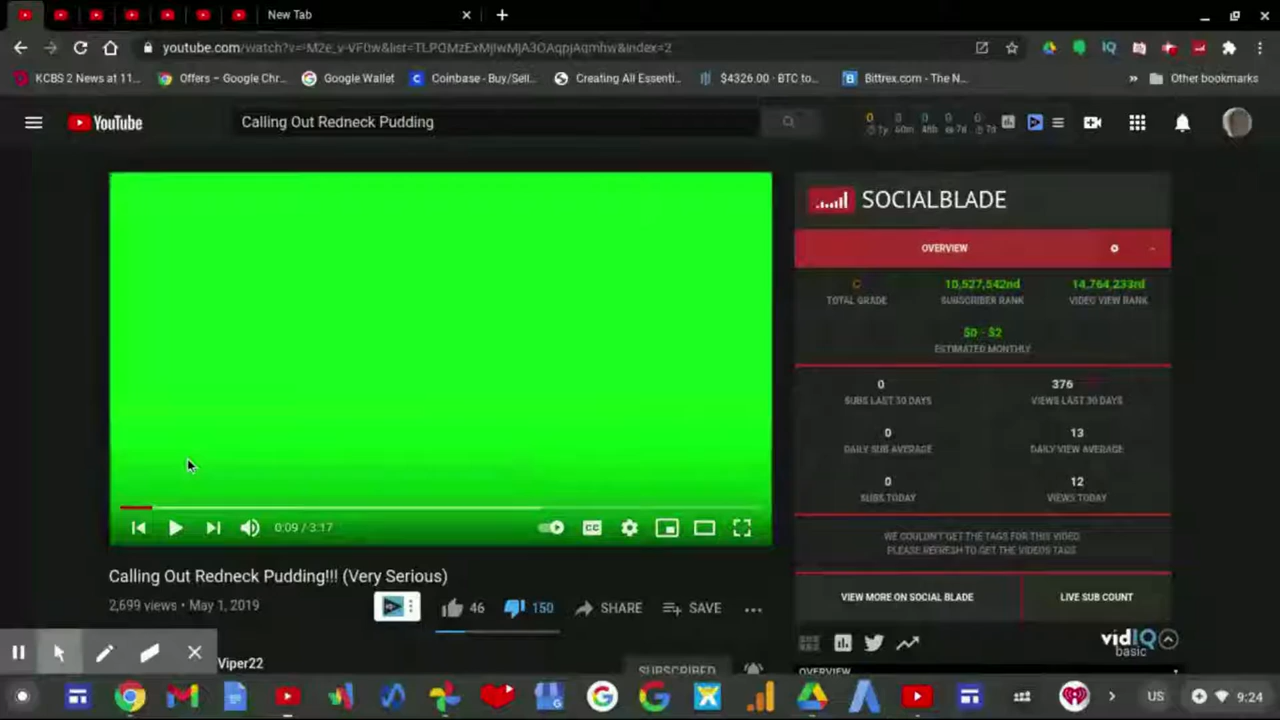 New Tab
youtube.com/watch?v=
KCBS 2 News at 11...
Offers – Google Chr...
Google Wallet
Coinbase - Buy/Sell...
Creating All Essenti...
$4326.00 · BTC to...
Bittrex.com - The N...
»
Other bookmarks
YouTube
Calling Out Redneck Pudding
SOCIALBLADE
OVERVIEW
C
10,527,542nd
14,764,233rd
TOTAL GRADE
SUBSCRIBER RANK
VIDEO VIEW RANK
$0 - $2
ESTIMATED MONTHLY
0
376
SUBS LAST 30 DAYS
VIEWS LAST 30 DAYS
0
13
DAILY SUB AVERAGE
DAILY VIEW AVERAGE
0
12
SUBS TODAY
VIEWS TODAY
WE COULDN'T GET THE TAGS FOR THIS VIDEO
PLEASE REFRESH TO GET THE VIDEOS TAGS
VIEW MORE ON SOCIAL BLADE
LIVE SUB COUNT
0:09 / 3:17
CC
Calling Out Redneck Pudding!!! (Very Serious)
2,699 views • May 1, 2019
46
150
SHARE
SAVE
vidIQ
basic
Viper22
SUBSCRIBED
OVERVIEW
US
9:24